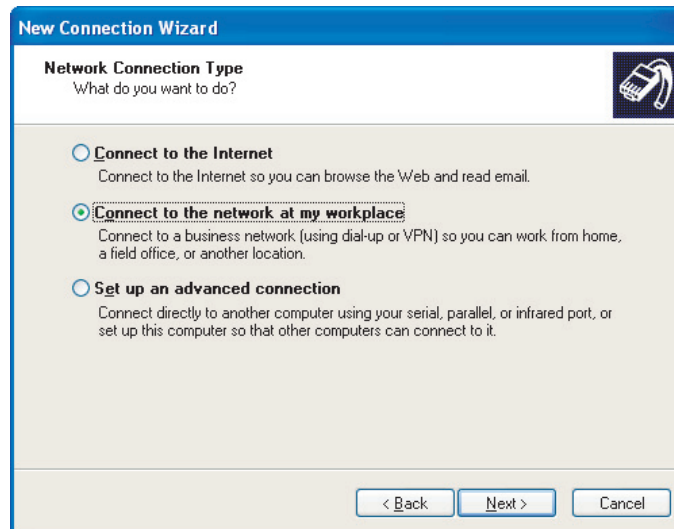 New Connection Wizard
Network Connection Type
What do you want to do?
Connect to the Internet
Connect to the Internet so you can browse the Web and read email.
Connect to the network at my workplace
Connect to a business network (using dial-up or VPN) so you can work from home,
a field office, or another location.
Set up an advanced connection
Connect directly to another computer using your serial, parallel, or infrared port, or
set up this computer so that other computers can connect to it.
< Back
Next >
Cancel